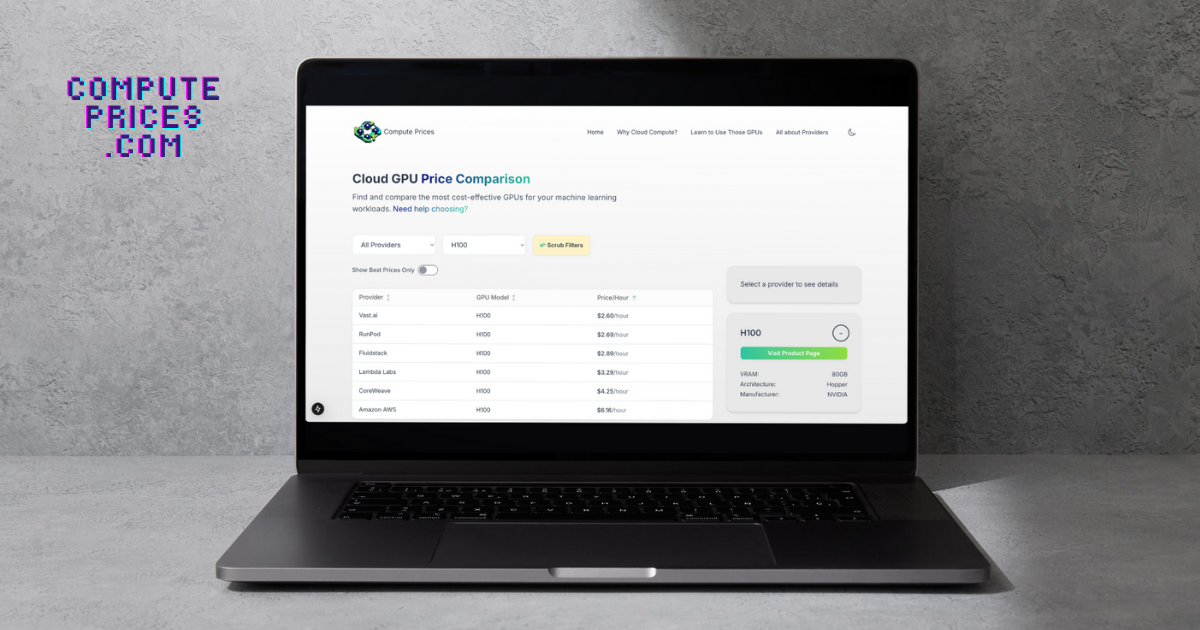 COMPUTE
PRICES
.COM
Compute Prices
Home Why Cloud Compute? Learn to Use Those GPUs All about Providers
Cloud GPU Price Comparison
Find and compare the most cost-effective GPUs for your machine learning
workloads. Need help choosing?
All Providers H100 Scrub Filters
Show Best Prices Only
Provider GPU Model Price/Hour
Vast.ai H100 $2.60/hour
RunPod H100 $2.69/hour
Fluidstack H100 $2.89/hour
Lambda Labs H100 $3.29/hour
CoreWeave H100 $4.25/hour
Amazon AWS H100 $8.16/hour
Select a provider to see details
H100
Visit Product Page
VRAM: 80GB
Architecture: Hopper
Manufacturer: NVIDIA